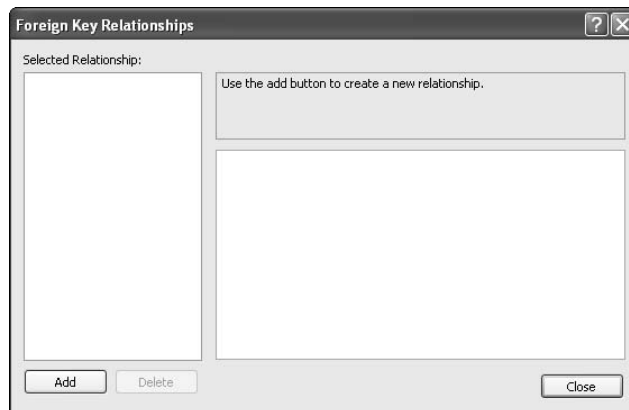 Foreign Key Relationships
Selected Relationship:
Use the add button to create a new relationship.
Add
Delete
Close